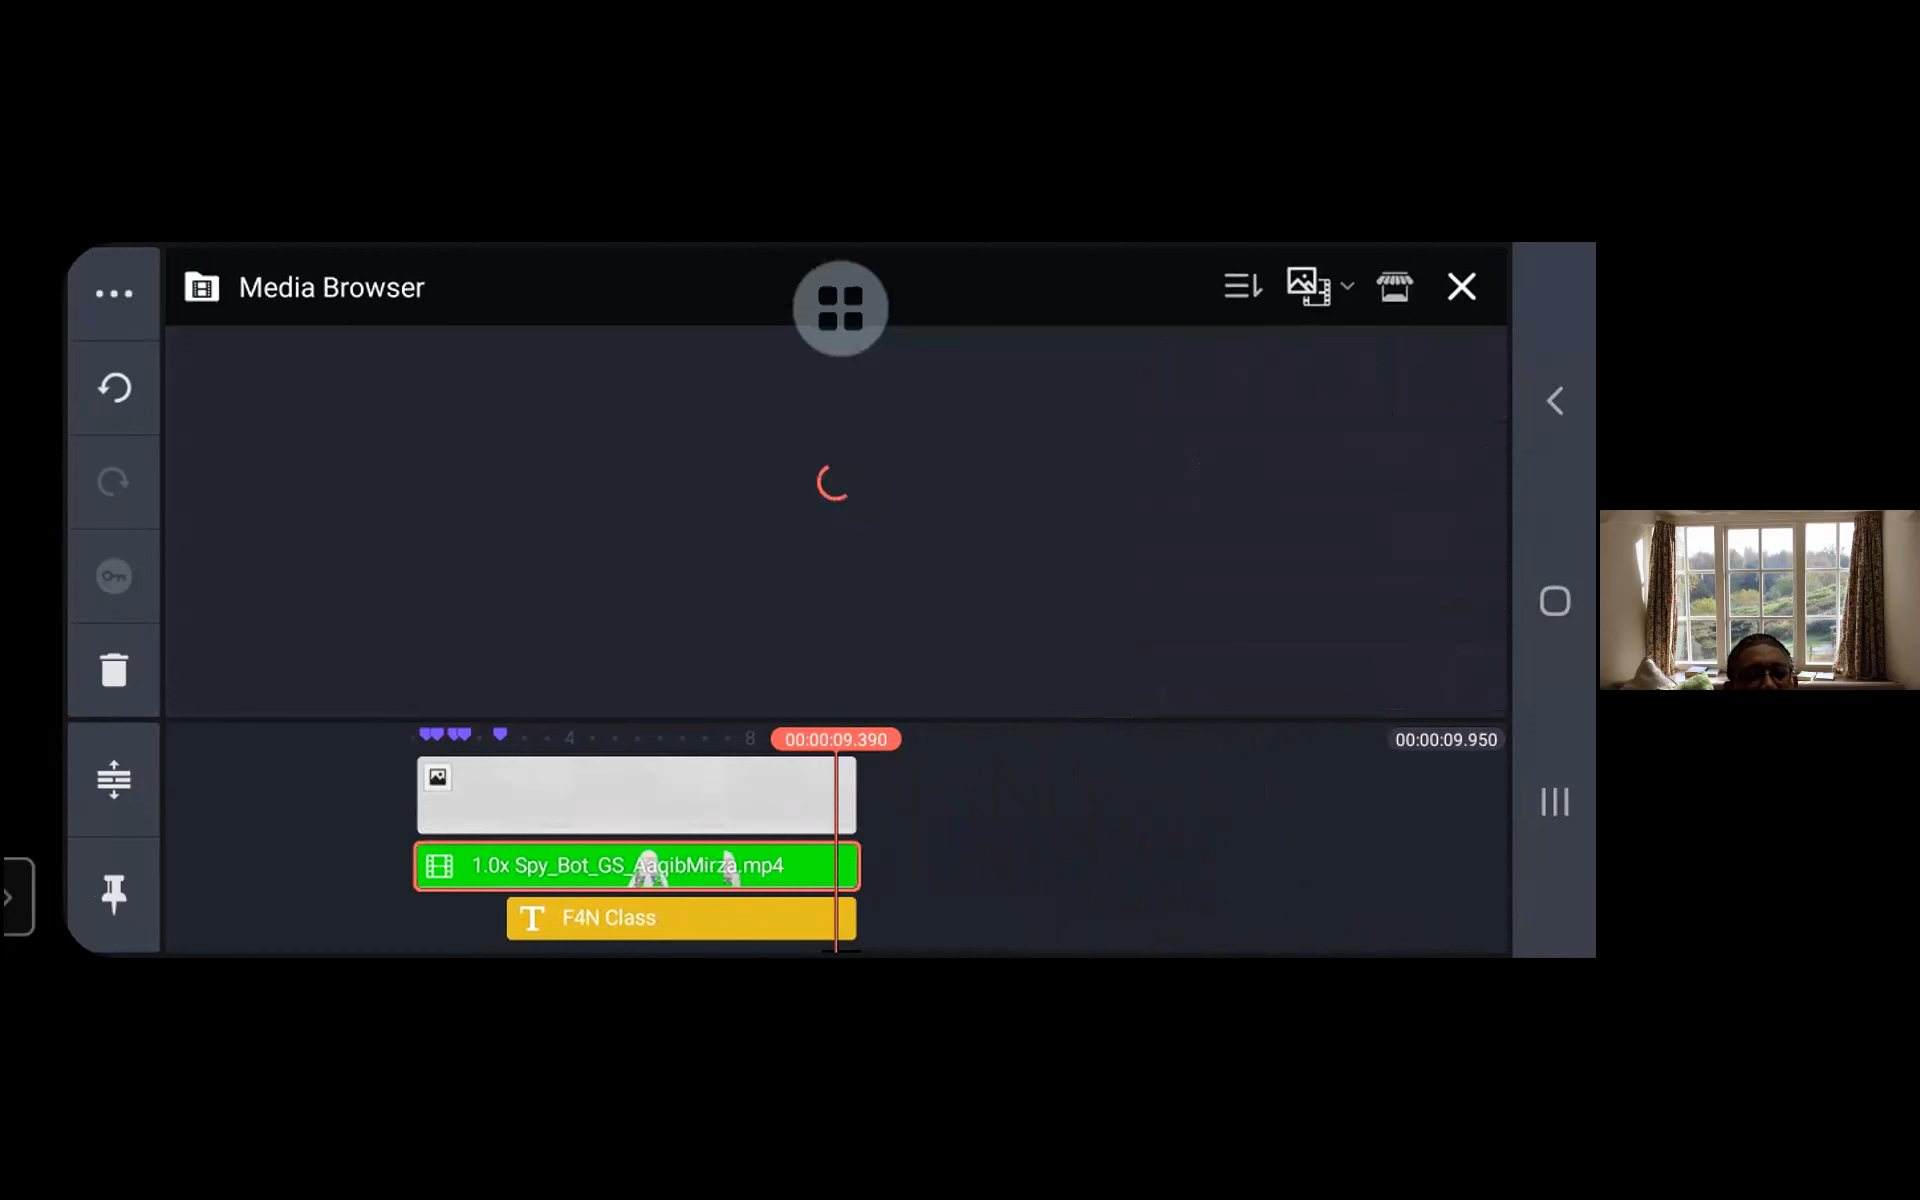 Media Browser
4
8
00:00:09.390
00:00:09.950
1.0x Spy_Bot_GS_AaqibMirza.mp4
T F4N Class